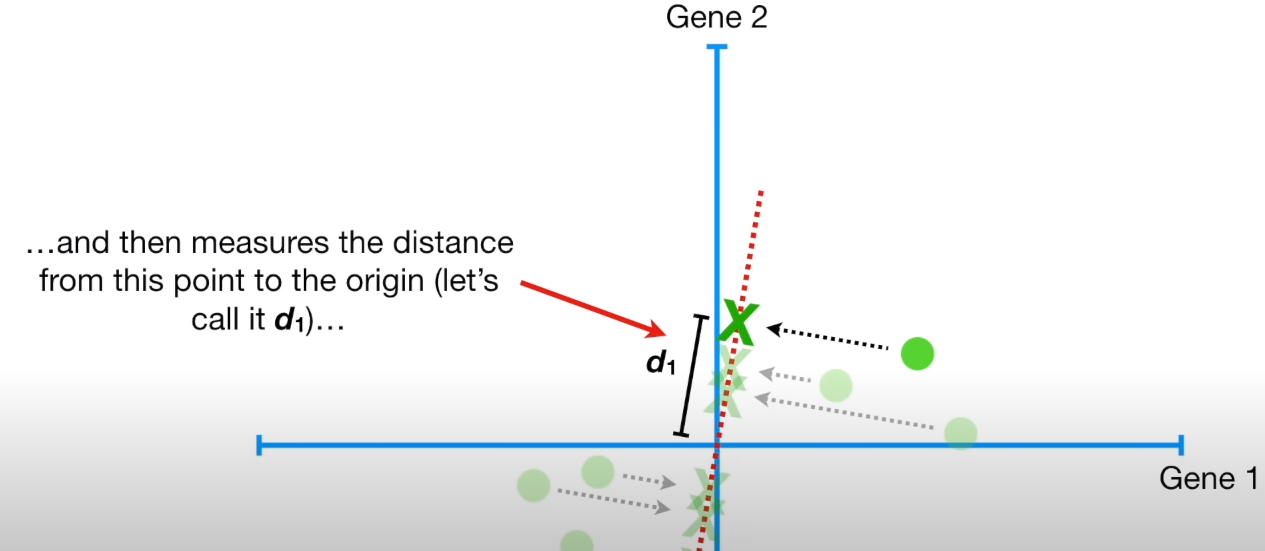 Gene 2
…and then measures the distance
from this point to the origin (let’s
call it d₁)…
d₁
Gene 1